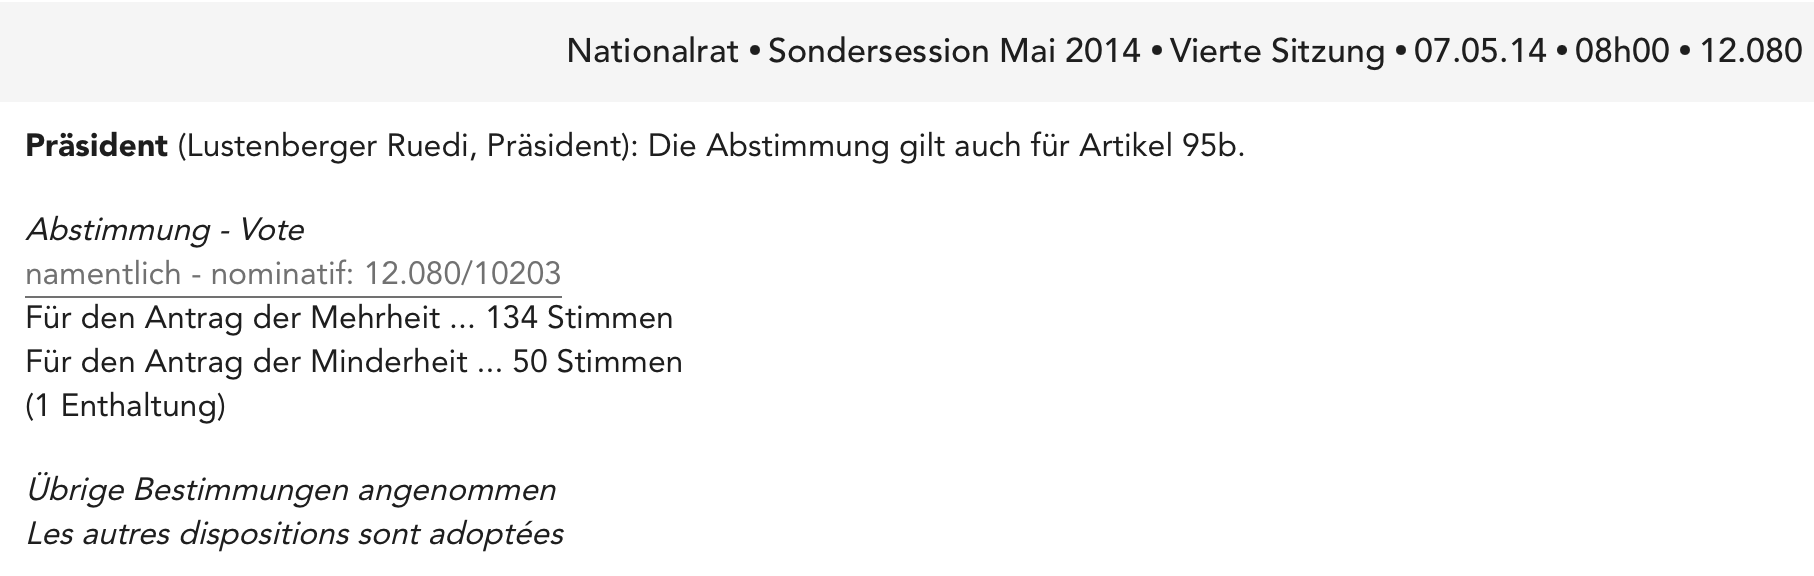 Nationalrat • Sondersession Mai 2014 • Vierte Sitzung • 07.05.14 • 08h00 • 12.080
Präsident (Lustenberger Ruedi, Präsident): Die Abstimmung gilt auch für Artikel 95b.
Abstimmung - Vote
namentlich - nominatif: 12.080/10203
Für den Antrag der Mehrheit ... 134 Stimmen
Für den Antrag der Minderheit ... 50 Stimmen
(1 Enthaltung)
Übrige Bestimmungen angenommen
Les autres dispositions sont adoptées